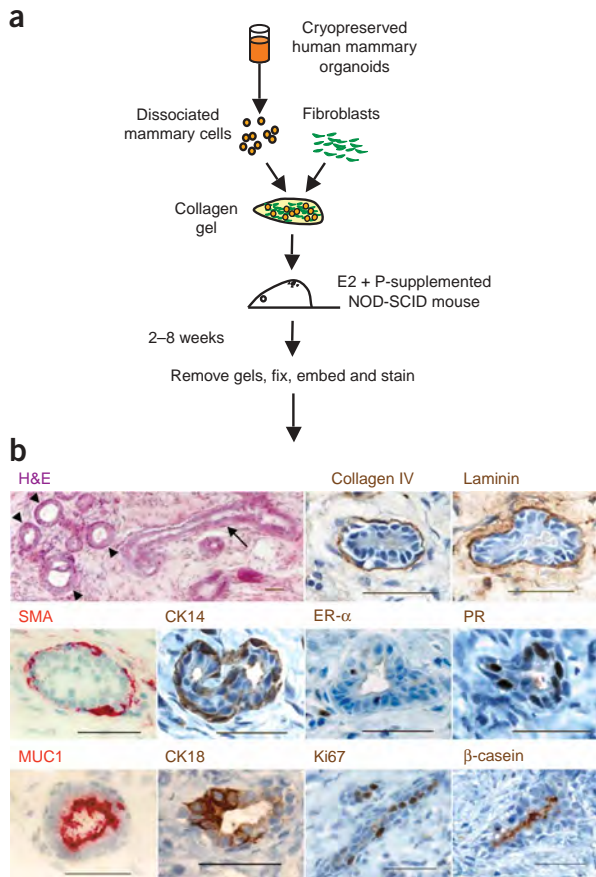 a
Cryopreserved
human mammary
organoids
Dissociated
mammary cells
Fibroblasts
Collagen
gel
E2 + P-supplemented
NOD-SCID mouse
2–8 weeks
Remove gels, fix, embed and stain
b
H&E
Collagen IV
Laminin
SMA
CK14
ER-α
PR
MUC1
CK18
Ki67
β-casein